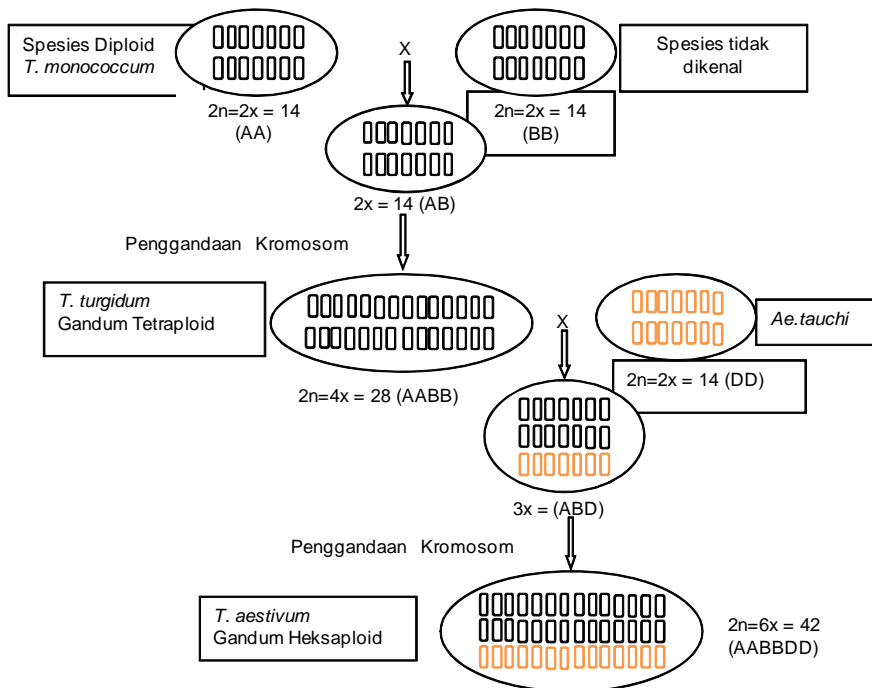 Spesies Diploid
T. monococcum
X
Spesies tidak
dikenal
2n=2x = 14
(AA)
2n=2x = 14
(BB)
2x = 14 (AB)
Penggandaan Kromosom
T. turgidum
Gandum Tetraploid
X
Ae.tauchi
2n=4x = 28 (AABB)
2n=2x = 14 (DD)
3x = (ABD)
Penggandaan Kromosom
T. aestivum
Gandum Heksaploid
2n=6x = 42
(AABBDD)